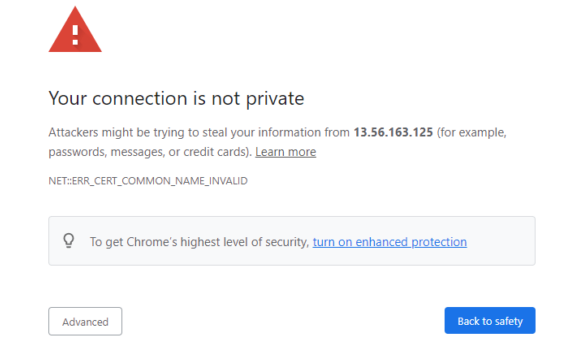 Your connection is not private
Attackers might be trying to steal your information from 13.56.163.125 (for example,
passwords, messages, or credit cards). Learn more
NET::ERR_CERT_COMMON_NAME_INVALID
To get Chrome's highest level of security, turn on enhanced protection
Advanced
Back to safety